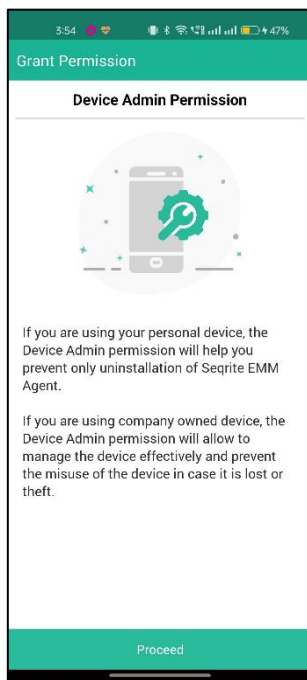 3:54 47%
Grant Permission
Device Admin Permission
If you are using your personal device, the
Device Admin permission will help you
prevent only uninstallation of Seqrite EMM
Agent.
If you are using company owned device, the
Device Admin permission will allow to
manage the device effectively and prevent
the misuse of the device in case it is lost or
theft.
Proceed